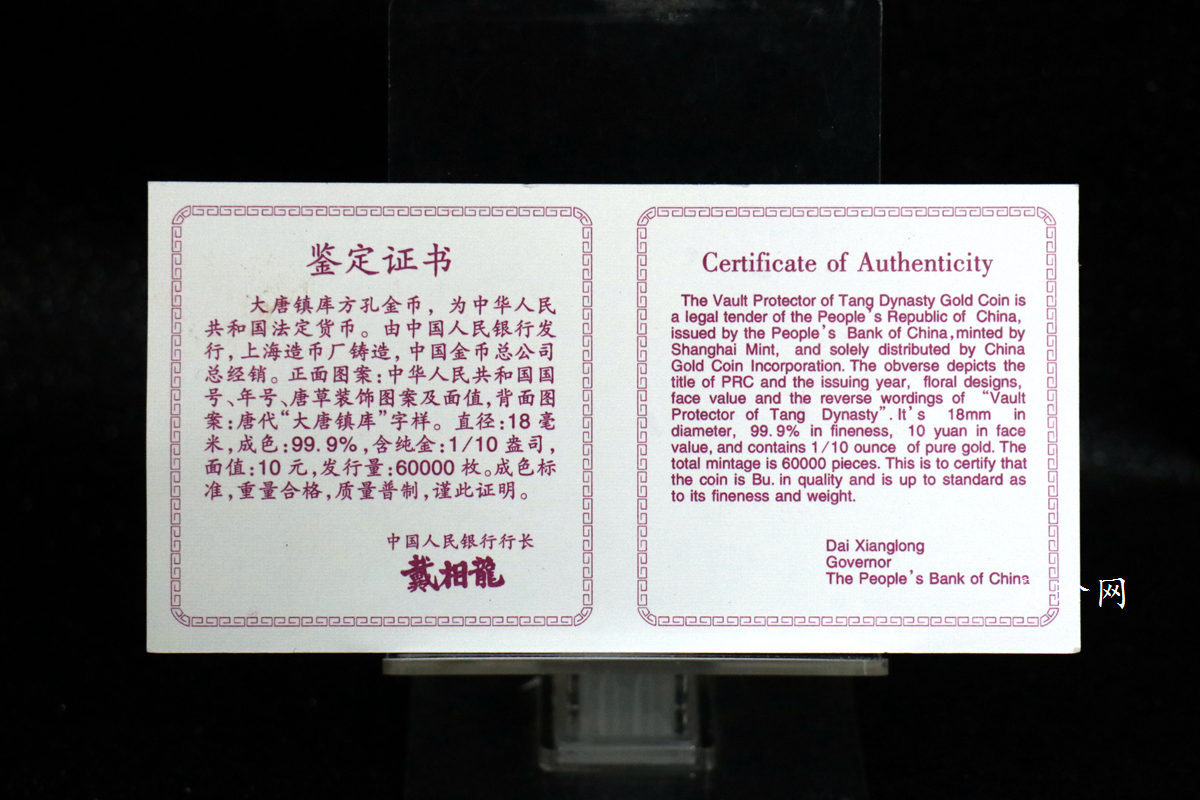 鉴定证书
大唐镇库方孔金币，为中华人民
共和国法定货币。由中国人民银行发
行，上海造币厂铸造，中国金币总公司
总经销。正面图案：中华人民共和国国
号、年号、唐草装饰图案及面值，背面图
案：唐代“大唐镇库”字样。直径：18毫
米，成色：99.9%，含纯金：1/10盎司，
面值：10元，发行量：60000枚。成色标
准，重量合格，质量普制，谨此证明。
中国人民银行行长
戴相龍
Certificate of Authenticity
The Vault Protector of Tang Dynasty Gold Coin is
a legal tender of the People's Republic of China,
issued by the People's Bank of China, minted by
Shanghai Mint, and solely distributed by China
Gold Coin Incorporation. The obverse depicts the
title of PRC and the issuing year, floral designs,
face value and the reverse wordings of “Vault
Protector of Tang Dynasty”. It's 18mm in
diameter, 99.9% in fineness, 10 yuan in face
value, and contains 1/10 ounce of pure gold. The
total mintage is 60000 pieces. This is to certify that
the coin is Bu. in quality and is up to standard as
to its fineness and weight.
Dai Xianglong
Governor
The People's Bank of China
网